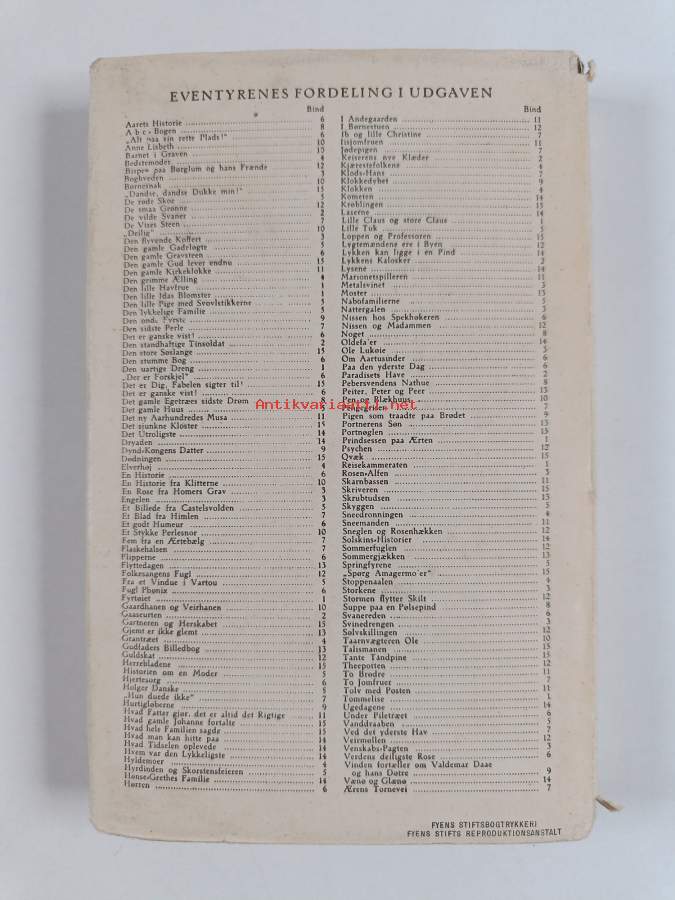 EVENTYRENES FORDELING I UDGAVEN
Bind
Aarets Historie 6
A b c-Bogen 8
„Alt paa sin rette Plads!" 6
Anne Lisbeth 10
Barnet i Graven 15
Bedstemoder 4
Bispen paa Børglum og hans Frænde 12
Boghveden 3
Børnesnak 10
„Dandse, dandse Dukke min!" 15
De røde Skoe 5
De smaa Grønne 12
De vilde Svaner 2
De Vises Steen 7
„Deilig" 10
Den flyvende Koffert 3
Den gamle Gadeløgte 5
Den gamle Gravsteen 6
Den gamle Gud lever endnu 15
Den gamle Kirkeklokke 11
Den grimme Ælling 4
Den lille Havfrue 1
Den lille Idas Blomster 1
Den lille Pige med Svovlstikkerne 5
Den lykkelige Familie 5
Den onde Fyrste 9
Den sidste Perle 7
Det er ganske vist! 6
Den standhaftige Tinsoldat 2
Den store Søslange 15
Den stumme Bog 6
Den uartige Dreng 1
„Der er Forskjel" 6
Det er Dig, Fabelen sigter til! 15
Det er ganske vist! 6
Det gamle Egetræes sidste Drøm 8
Det gamle Huus
Det ny Aarhundredes Musa 11
Det sjunkne Kloster 15
Det Utroligste 14
Dryaden 14
Dynd-Kongens Datter 9
Dødningen 15
Elverhøj 4
En Historie 6
En Historie fra Klitterne 10
En Rose fra Homers Grav 3
Engelen 3
Et Billede fra Castelsvolden 5
Et Blad fra Himlen 7
Et godt Humeur 6
Et Stykke Perlesnor 10
Fem fra en Ærtebælg 7
Flaskehalsen 7
Flipperne 6
Flyttedagen 13
Folkesangens Fugl 12
Fra et Vindue i Vartou 5
Fugl Phønix 6
Fyrtøiet 1
Gaardhanen og Veirhanen 10
Gaaseurten 2
Gartneren og Herskabet 15
Gjemt er ikke glemt 13
Grantræet 4
Gudfaders Billedbog 13
Guldskat 12
Herrebladene 15
Historien om en Moder 5
Hjertesorg 6
Holger Danske 5
„Hun duede ikke" 7
Hurtigløberne 9
Hvad Fatter gjør, det er altid det Rigtige 11
Hvad gamle Johanne fortalte 15
Hvad hele Familien sagde 15
Hvad man kan hitte paa 14
Hvad Tidselen oplevede 14
Hvem var den Lykkeligste 14
Hyldemoer 4
Hyrdinden og Skorstensfeieren 5
Hønse-Grethes Familie 14
Hørren 6
Bind
I Andegaarden 11
I Børnestuen 12
Ib og lille Christine 7
Iisjomfruen 11
Jødepigen 7
Keiserens nye Klæder 2
Kjærestefolkene 4
Klods-Hans 7
Klokkedybet 9
Klokken 4
Kometen 14
Krøblingen 15
Laserne 14
Lille Claus og store Claus 1
Lille Tuk 5
Loppen og Professoren 15
Lygtemændene ere i Byen 12
Lykken kan ligge i en Pind 14
Lykkens Kalosker 2
Lysene 14
Marionetspilleren 11
Metalsvinet 3
Moster 13
Nabofamilierne 5
Nattergalen 3
Nissen hos Spekhøkeren 6
Nissen og Madammen 12
Noget 8
Oldefa'er 14
Ole Lukøie 3
Om Aartusinder 6
Paa den yderste Dag 6
Paradisets Have 2
Pebersvendens Nathue 8
Peiter, Peter og Peer 13
Pen og Blækhuus 10
Pengegrisen 7
Pigen som traadte paa Brødet 9
Portnerens Søn 13
Portnøglen 13
Prindsessen paa Ærten 1
Psychen 12
Qvæk 15
Reisekammeraten 1
Rosen-Alfen 3
Skarnbassen 11
Skriveren 15
Skrubtudsen 13
Skyggen 5
Sneedronningen 4
Sneemanden 11
Sneglen og Rosenhækken 12
Solskins-Historier 14
Sommerfuglen 12
Sommergjækken 13
Springfyrene 5
„Spørg Amagermo'er" 15
Stoppenaalen 4
Storkene 3
Stormen flytter Skilt 12
Suppe paa en Pølsepind 8
Svanereden 6
Svinedrengen 3
Sølvskillingen 12
Taarnvægteren Ole 10
Talismanen 15
Tante Tandpine 15
Theepotten 12
To Brødre 11
To Jomfruer 7
Tolv med Posten 11
Tommelise 1
Ugedagene 14
Under Piletræet 6
Vanddraaben 5
Ved det yderste Hav 7
Veirmøllen 12
Venskabs-Pagten 3
Verdens deiligste Rose 6
Vinden fortæller om Valdemar Daae
og hans Døtre 9
Vænø og Glænø 14
Ærens Tornevei 7
Antikvariaatti.net
FYENS STIFTSBOGTRYKKERI
FYENS STIFTS REPRODUKTIONSANSTALT